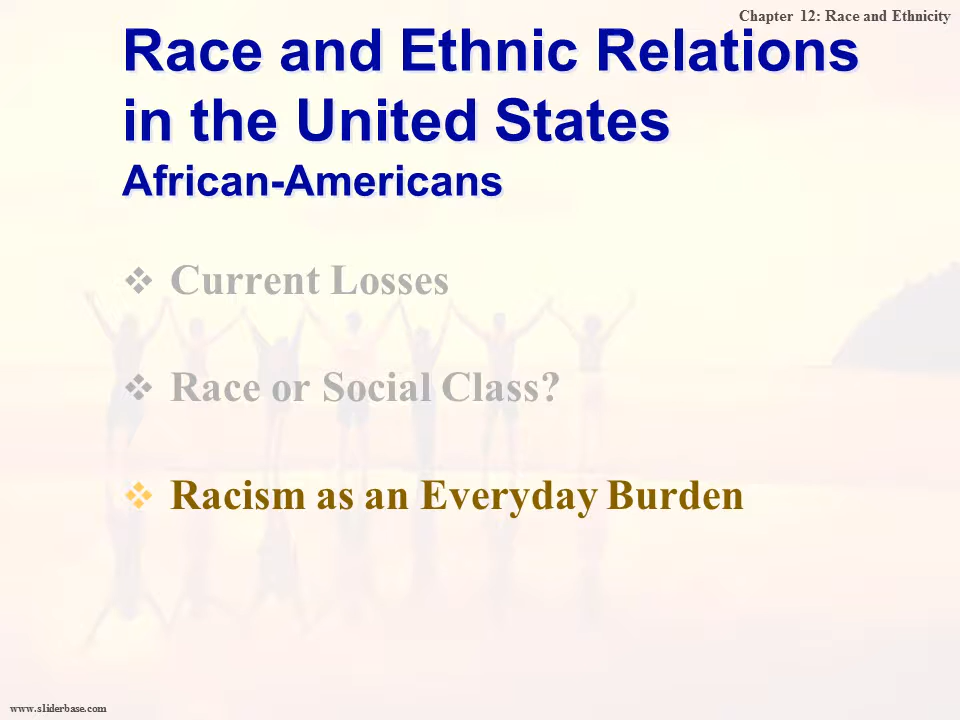 Chapter 12: Race and Ethnicity
Race and Ethnic Relations
in the United States
African-Americans
❖ Current Losses
❖ Race or Social Class?
❖ Racism as an Everyday Burden
www.sliderbase.com